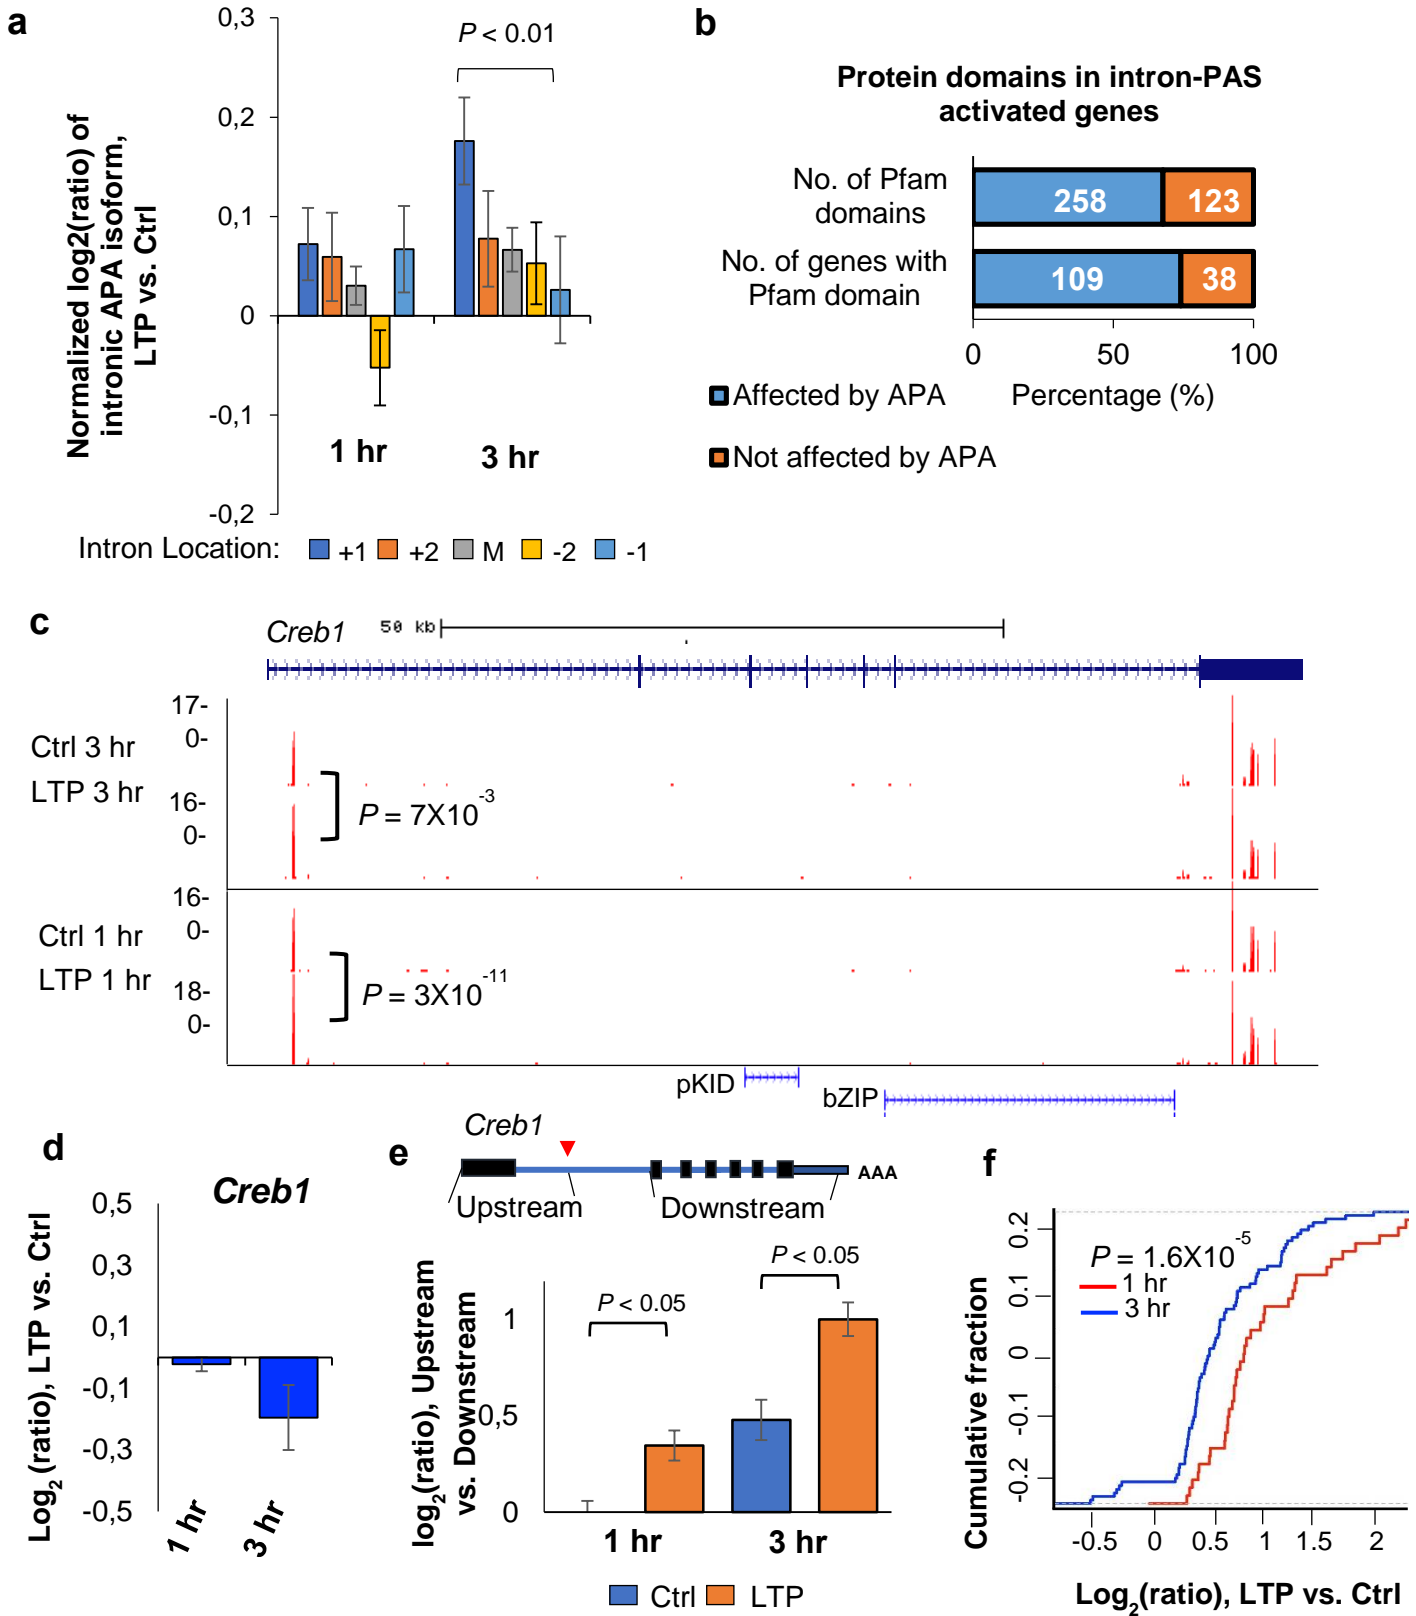 a
0,3
0,2
0,1
0
-0,1
-0,2
Normalized log2(ratio) of
intronic APA isoform,
LTP vs. Ctrl
P < 0.01
1 hr
3 hr
Intron Location: +1 +2 M -2 -1
b
Protein domains in intron-PAS
activated genes
No. of Pfam
domains
258 123
No. of genes with
Pfam domain
109 38
0 50 100
Percentage (%)
Affected by APA
Not affected by APA
c
Creb1
50 kb
17-
0-
Ctrl 3 hr
LTP 3 hr
16-
0-
P = 7X10-3
16-
0-
Ctrl 1 hr
LTP 1 hr
18-
0-
P = 3X10-11
pKID
bZIP
d
Creb1
0,5
0,3
0,1
-0,1
-0,3
-0,5
Log2 (ratio), LTP vs. Ctrl
1 hr
3 hr
e
Creb1
AAA
Upstream Downstream
log2(ratio), Upstream
vs. Downstream
1
0,5
0
P < 0.05
P < 0.05
1 hr 3 hr
Ctrl LTP
f
Cumulative fraction
0.2
0.1
0
-0.1
-0.2
P = 1.6X10-5
1 hr
3 hr
-0.5 0 0.5 1 1.5 2
Log2(ratio), LTP vs. Ctrl